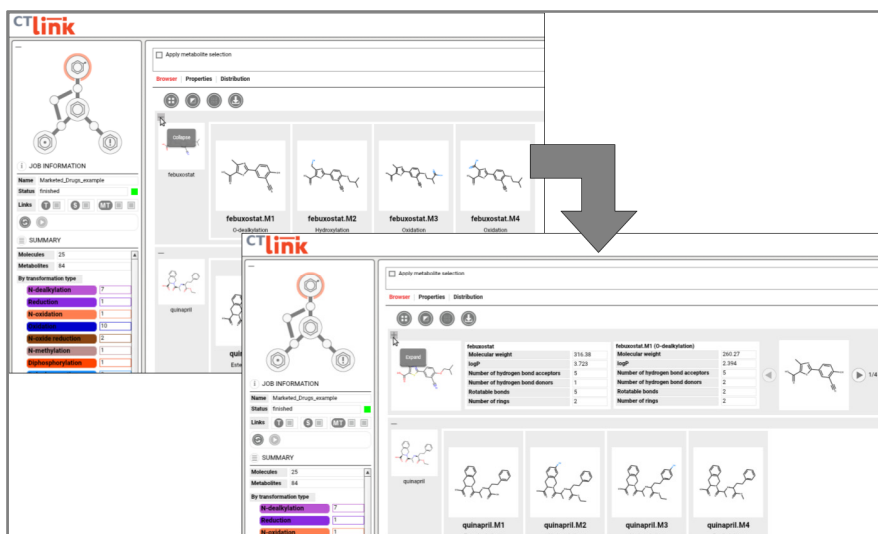 CTlink
Apply metabolite selection
Browser Properties Distribution
Collapse
febuxostat
febuxostat.M1 febuxostat.M2 febuxostat.M3 febuxostat.M4
O-dealkylation Hydroxylation Oxidation Oxidation
i JOB INFORMATION
Name Marketed_Drugs_example
Status finished
Links T S MT
SUMMARY
Molecules 25
Metabolites 84
By transformation type
N-dealkylation 7
Reduction 1
N-oxidation 1
10
N-oxide reduction 2
N-methylation 1
Diphosphorylation 1
quinapril
CTlink
Apply metabolite selection
Browser Properties Distribution
Expand
febuxostat
Molecular weight 316.38
logP 3.723
Number of hydrogen bond acceptors 5
Number of hydrogen bond donors 1
Rotatable bonds 5
Number of rings 2
febuxostat.M1 (O-dealkylation)
Molecular weight 260.27
logP 2.394
Number of hydrogen bond acceptors 5
Number of hydrogen bond donors 2
Rotatable bonds 2
Number of rings 2
1/4
i JOB INFORMATION
Name Marketed_Drugs_example
Status finished
Links T S MT
SUMMARY
Molecules 25
Metabolites 84
By transformation type
N-dealkylation 7
Reduction 1
N-oxidation 1
quinapril
quinapril.M1 quinapril.M2 quinapril.M3 quinapril.M4